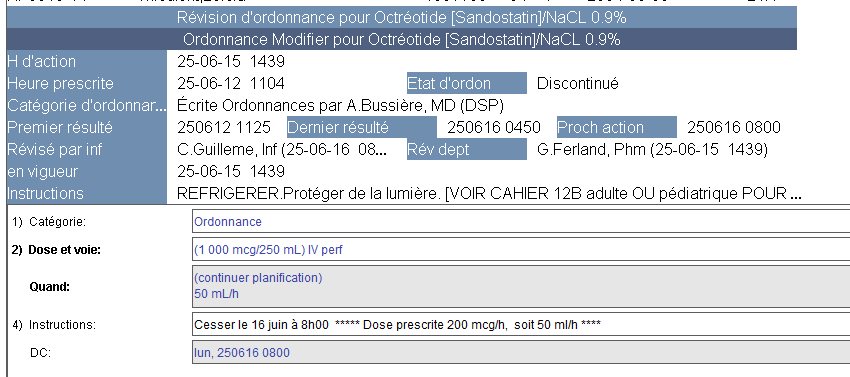 Révision d'ordonnance pour Octréotide [Sandostatin]/NaCL 0.9%
Ordonnance Modifier pour Octréotide [Sandostatin]/NaCL 0.9%
H d'action 25-06-15 1439
Heure prescrite 25-06-12 1104 Etat d'ordon Discontinué
Catégorie d'ordonnar... Écrite Ordonnances par A.Bussière, MD (DSP)
Premier résulté 250612 1125 Dernier résulté 250616 0450 Proch action 250616 0800
Révisé par inf C.Guilleme, Inf (25-06-16 08... Rév dept G.Ferland, Phm (25-06-15 1439)
en vigueur 25-06-15 1439
Instructions REFRIGERER.Protéger de la lumière. [VOIR CAHIER 12B adulte OU pédiatrique POUR ...
1) Catégorie: Ordonnance
2) Dose et voie: (1 000 mcg/250 mL) IV perf
Quand: (continuer planification)
50 mL/h
4) Instructions: Cesser le 16 juin à 8h00 ***** Dose prescrite 200 mcg/h, soit 50 ml/h ****
DC: lun, 250616 0800